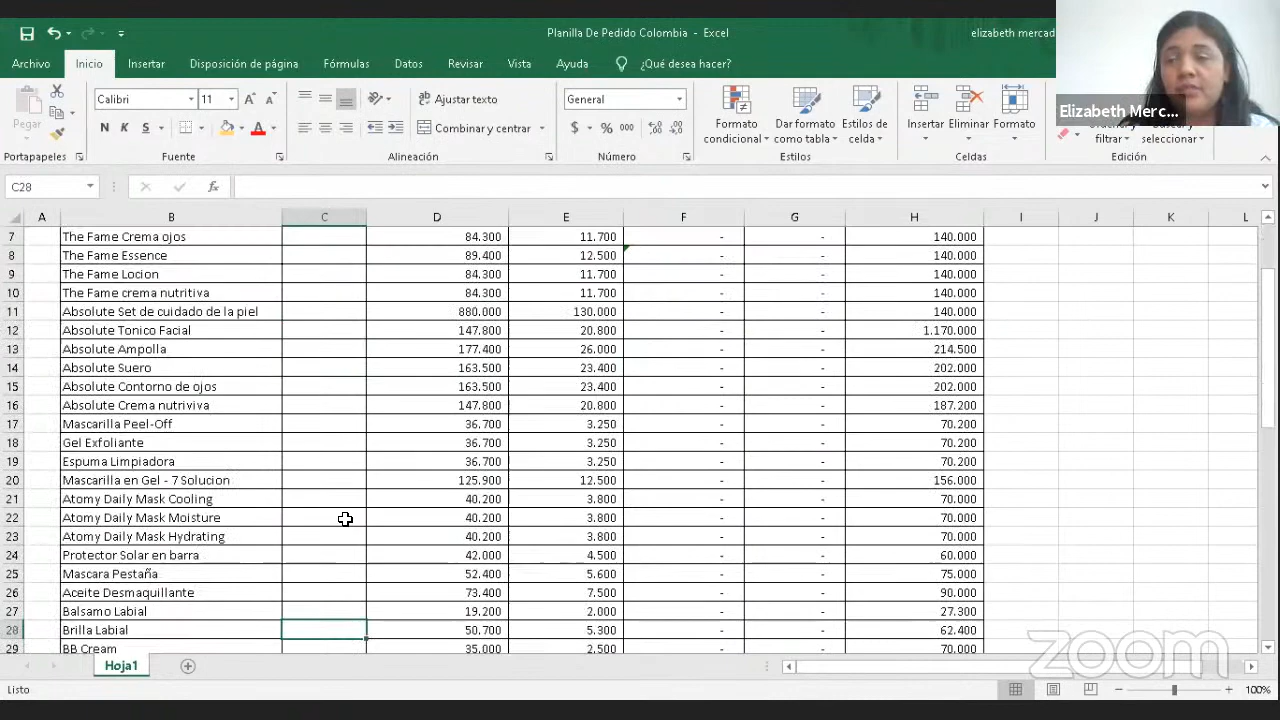 Planilla De Pedido Colombia - Excel
elizabeth mercad
Archivo Inicio Insertar Disposición de página Fórmulas Datos Revisar Vista Ayuda ¿Qué desea hacer?
Elizabeth Merc...
Pegar
Calibri 11
N K S
Ajustar texto
Combinar y centrar
General
$ % 000
Formato condicional
Dar formato como tabla
Estilos de celda
Insertar Eliminar Formato
filtrar seleccionar
Portapapeles Fuente Alineación Número Estilos Celdas Edición
C28 fx
A B C D E F G H I J K L
7 The Fame Crema ojos 84.300 11.700 - - 140.000
8 The Fame Essence 89.400 12.500 - - 140.000
9 The Fame Locion 84.300 11.700 - - 140.000
10 The Fame crema nutritiva 84.300 11.700 - - 140.000
11 Absolute Set de cuidado de la piel 880.000 130.000 - - 140.000
12 Absolute Tonico Facial 147.800 20.800 - - 1.170.000
13 Absolute Ampolla 177.400 26.000 - - 214.500
14 Absolute Suero 163.500 23.400 - - 202.000
15 Absolute Contorno de ojos 163.500 23.400 - - 202.000
16 Absolute Crema nutriviva 147.800 20.800 - - 187.200
17 Mascarilla Peel-Off 36.700 3.250 - - 70.200
18 Gel Exfoliante 36.700 3.250 - - 70.200
19 Espuma Limpiadora 36.700 3.250 - - 70.200
20 Mascarilla en Gel - 7 Solucion 125.900 12.500 - - 156.000
21 Atomy Daily Mask Cooling 40.200 3.800 - - 70.000
22 Atomy Daily Mask Moisture 40.200 3.800 - - 70.000
23 Atomy Daily Mask Hydrating 40.200 3.800 - - 70.000
24 Protector Solar en barra 42.000 4.500 - - 60.000
25 Mascara Pestaña 52.400 5.600 - - 75.000
26 Aceite Desmaquillante 73.400 7.500 - - 90.000
27 Balsamo Labial 19.200 2.000 - - 27.300
28 Brilla Labial 50.700 5.300 - - 62.400
29 BB Cream 35.000 2.500 - - 70.000
zoom
Hoja1
Listo
100%